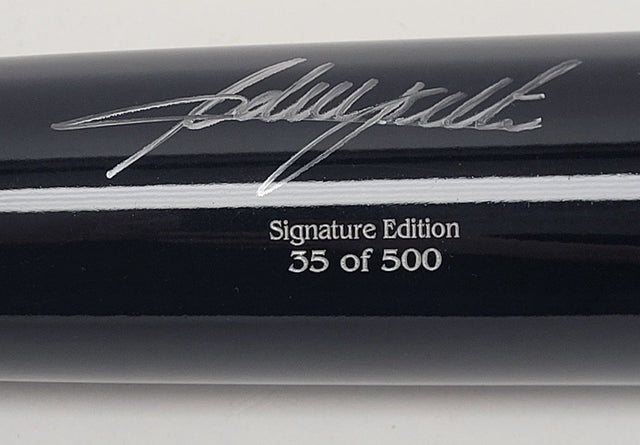 Signature Edition
35 of 500